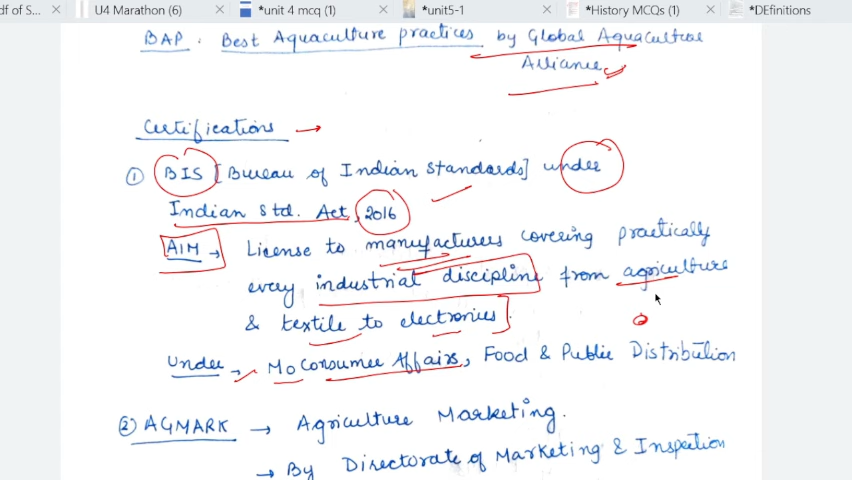 df of S...
U4 Marathon (6)
*unit 4 mcq (1)
*unit5-1
*History MCQs (1)
*DEfinitions
BAP. Best Aquaculture practices by Global Aquaculture
Alliance
Certifications →
① BIS [Bureau of Indian Standards] under
Indian Std. Act, 2016
AIM → License to manufacturers covering practically
every industrial discipline from agriculture
& textile to electronics].
Under → Mo Consumer Affairs, Food & Public Distribution
② AGMARK → Agriculture Marketing.
→ By Directorate of Marketing & Inspection